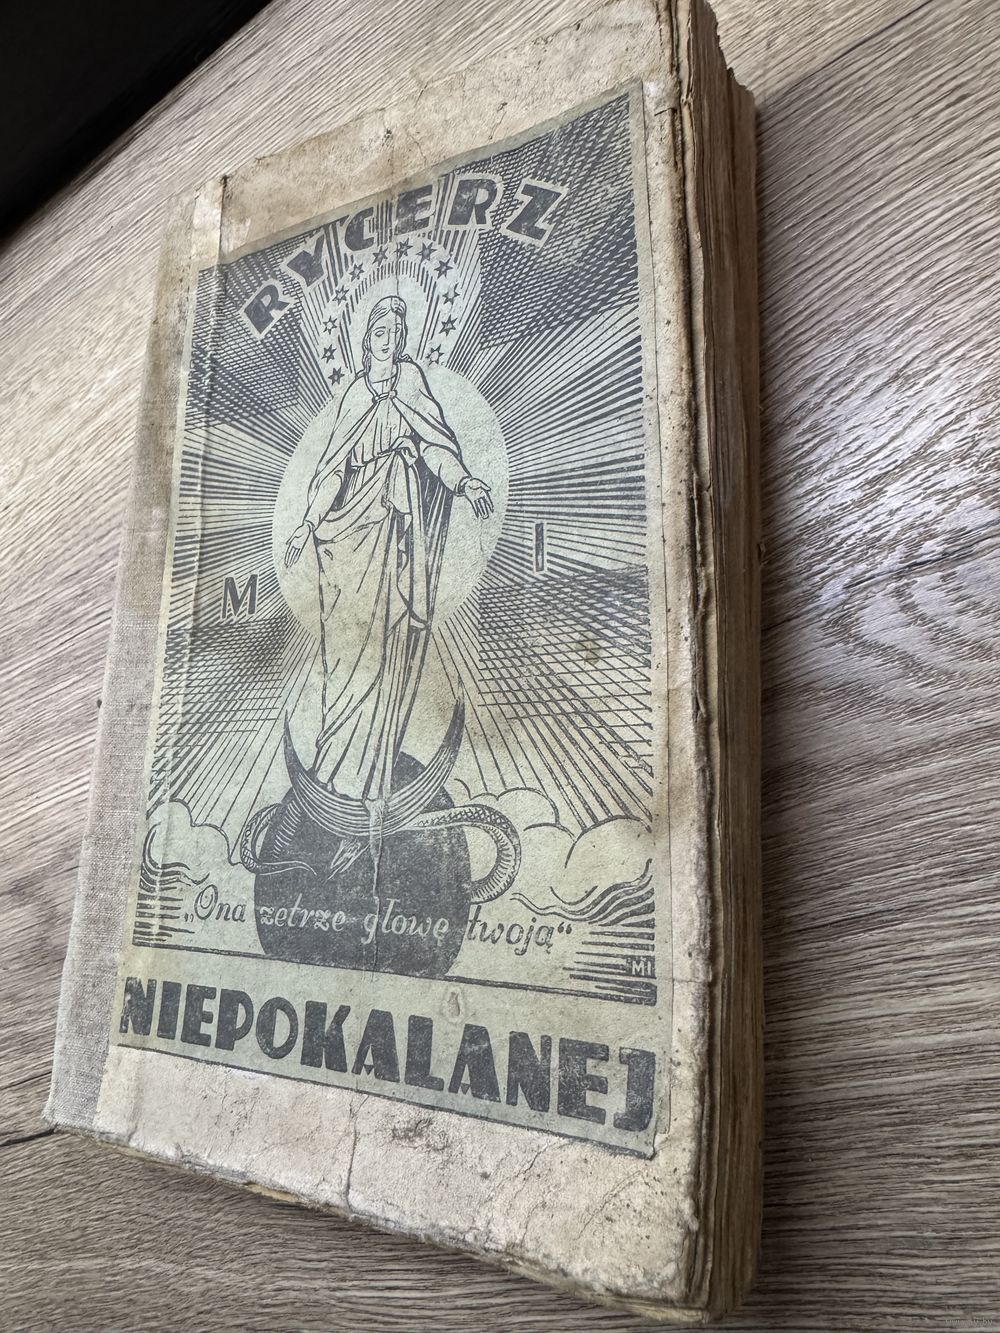 RYCERZ
M I
„Ona zetrze głowę twoją“
MI
NIEPOKALANEJ